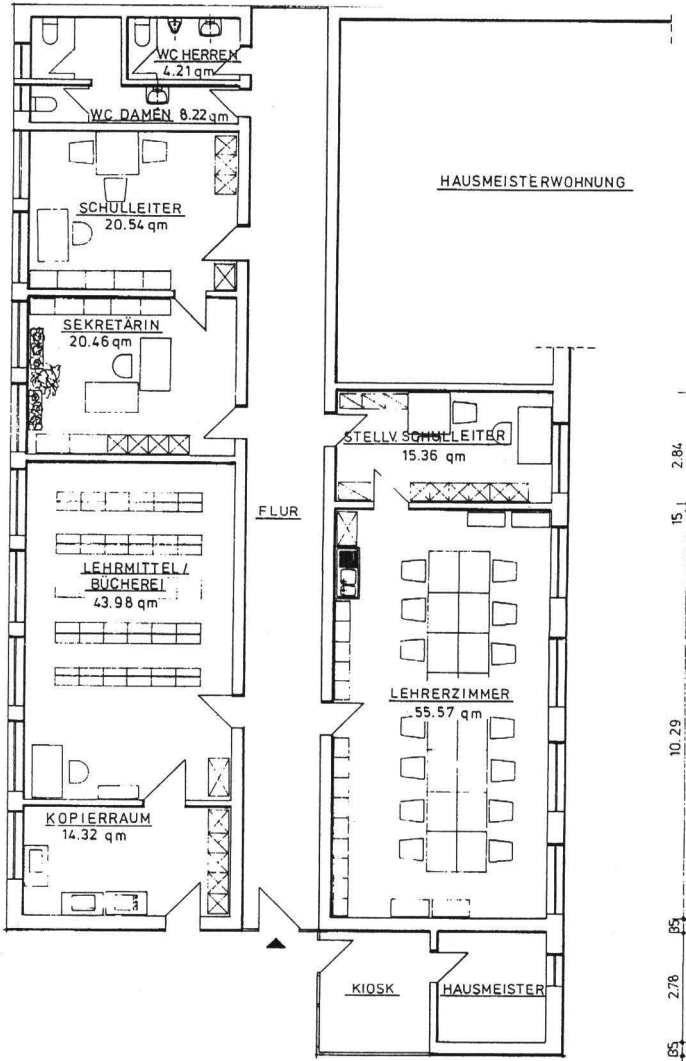 WC HERREN
4.21 qm
WC DAMEN 8.22 qm
SCHULLEITER
20.54 qm
HAUSMEISTERWOHNUNG
SEKRETÄRIN
20.46 qm
STELLV. SCHULLEITER
15.36 qm
2.84
15
FLUR
LEHRMITTEL/
BÜCHEREI
43.98 qm
LEHRERZIMMER
55.57 qm
10.29
KOPIERRAUM
14.32 qm
35
KIOSK
HAUSMEISTER
2.78
35